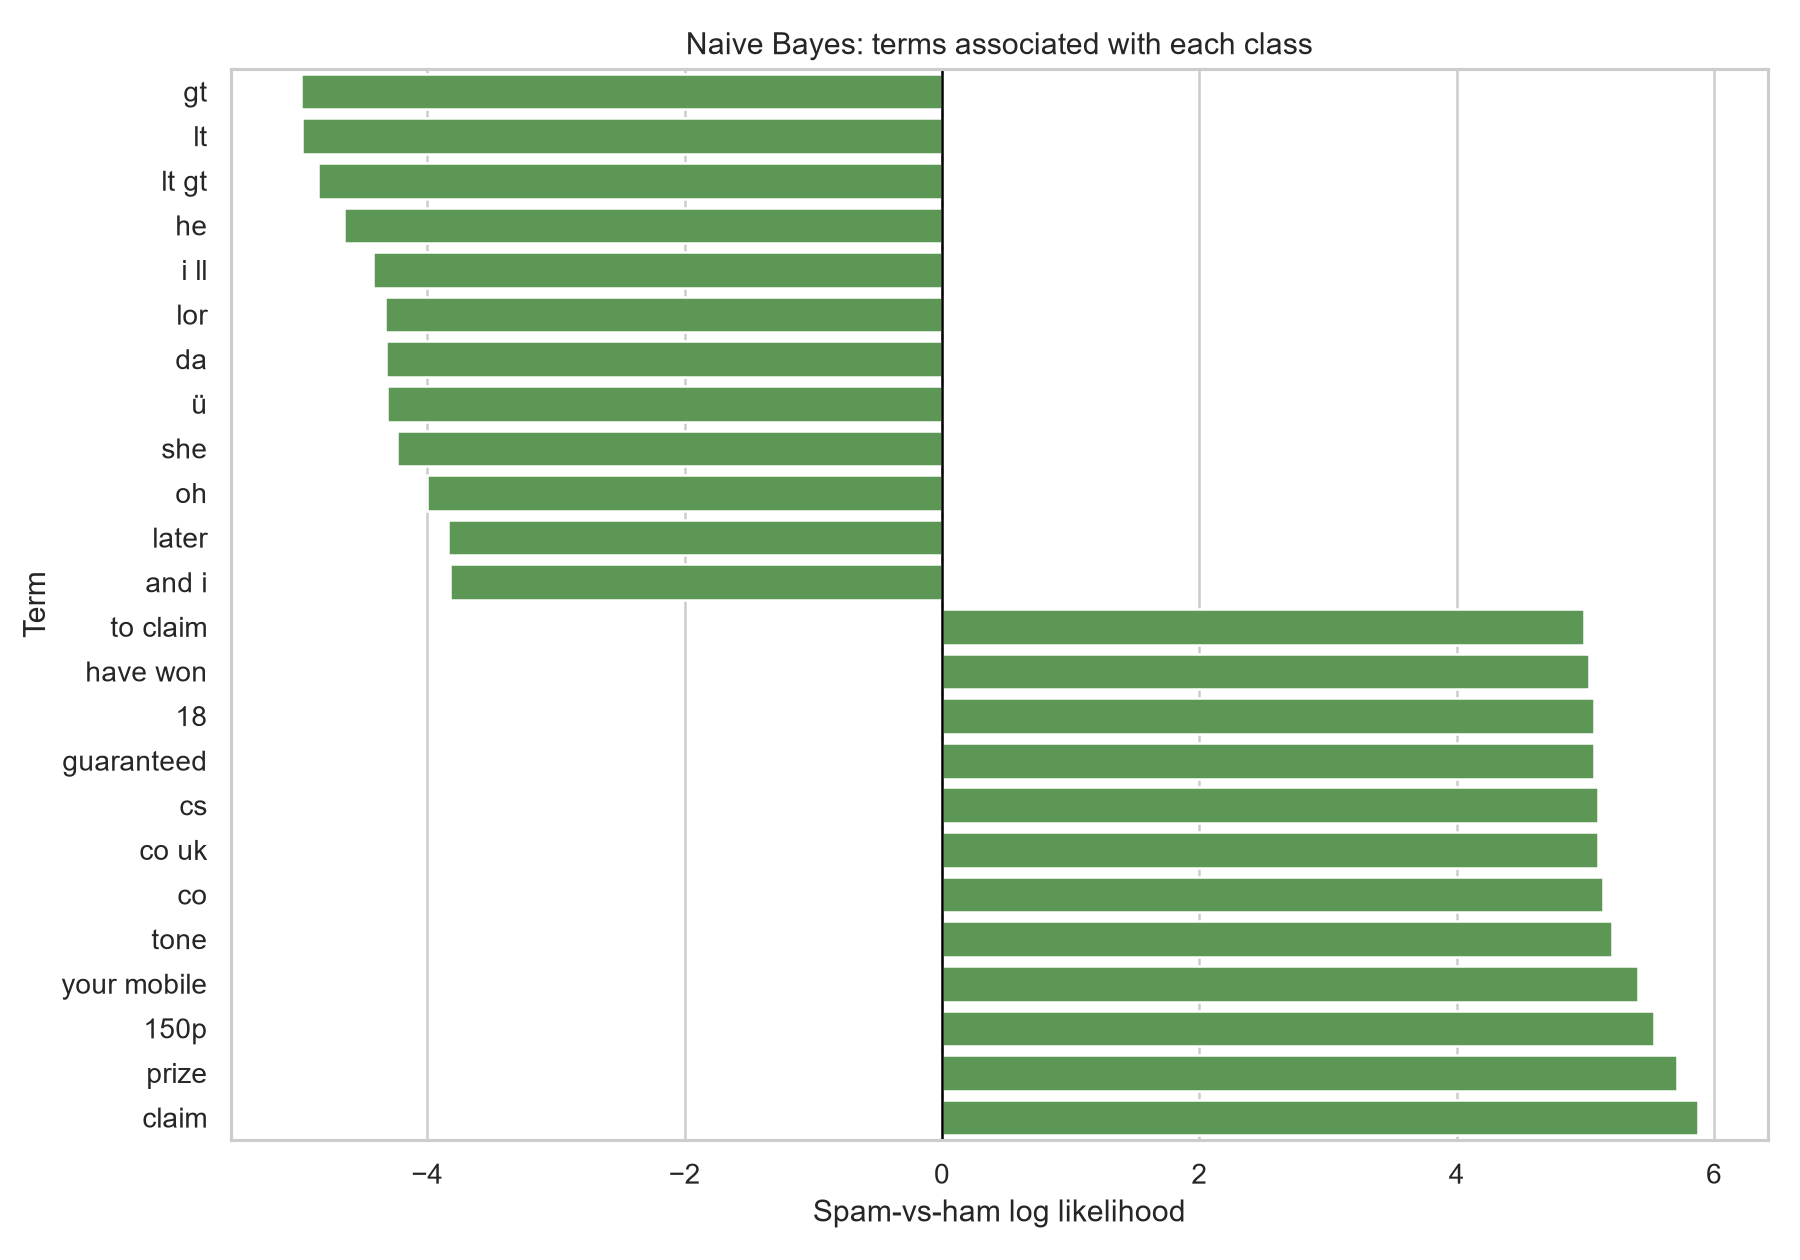 Naive Bayes: terms associated with each class
gt
lt
lt gt
he
i ll
lor
da
ü
she
oh
later
and i
to claim
have won
18
guaranteed
cs
co uk
co
tone
your mobile
150p
prize
claim
Term
−4 −2 0 2 4 6
Spam-vs-ham log likelihood